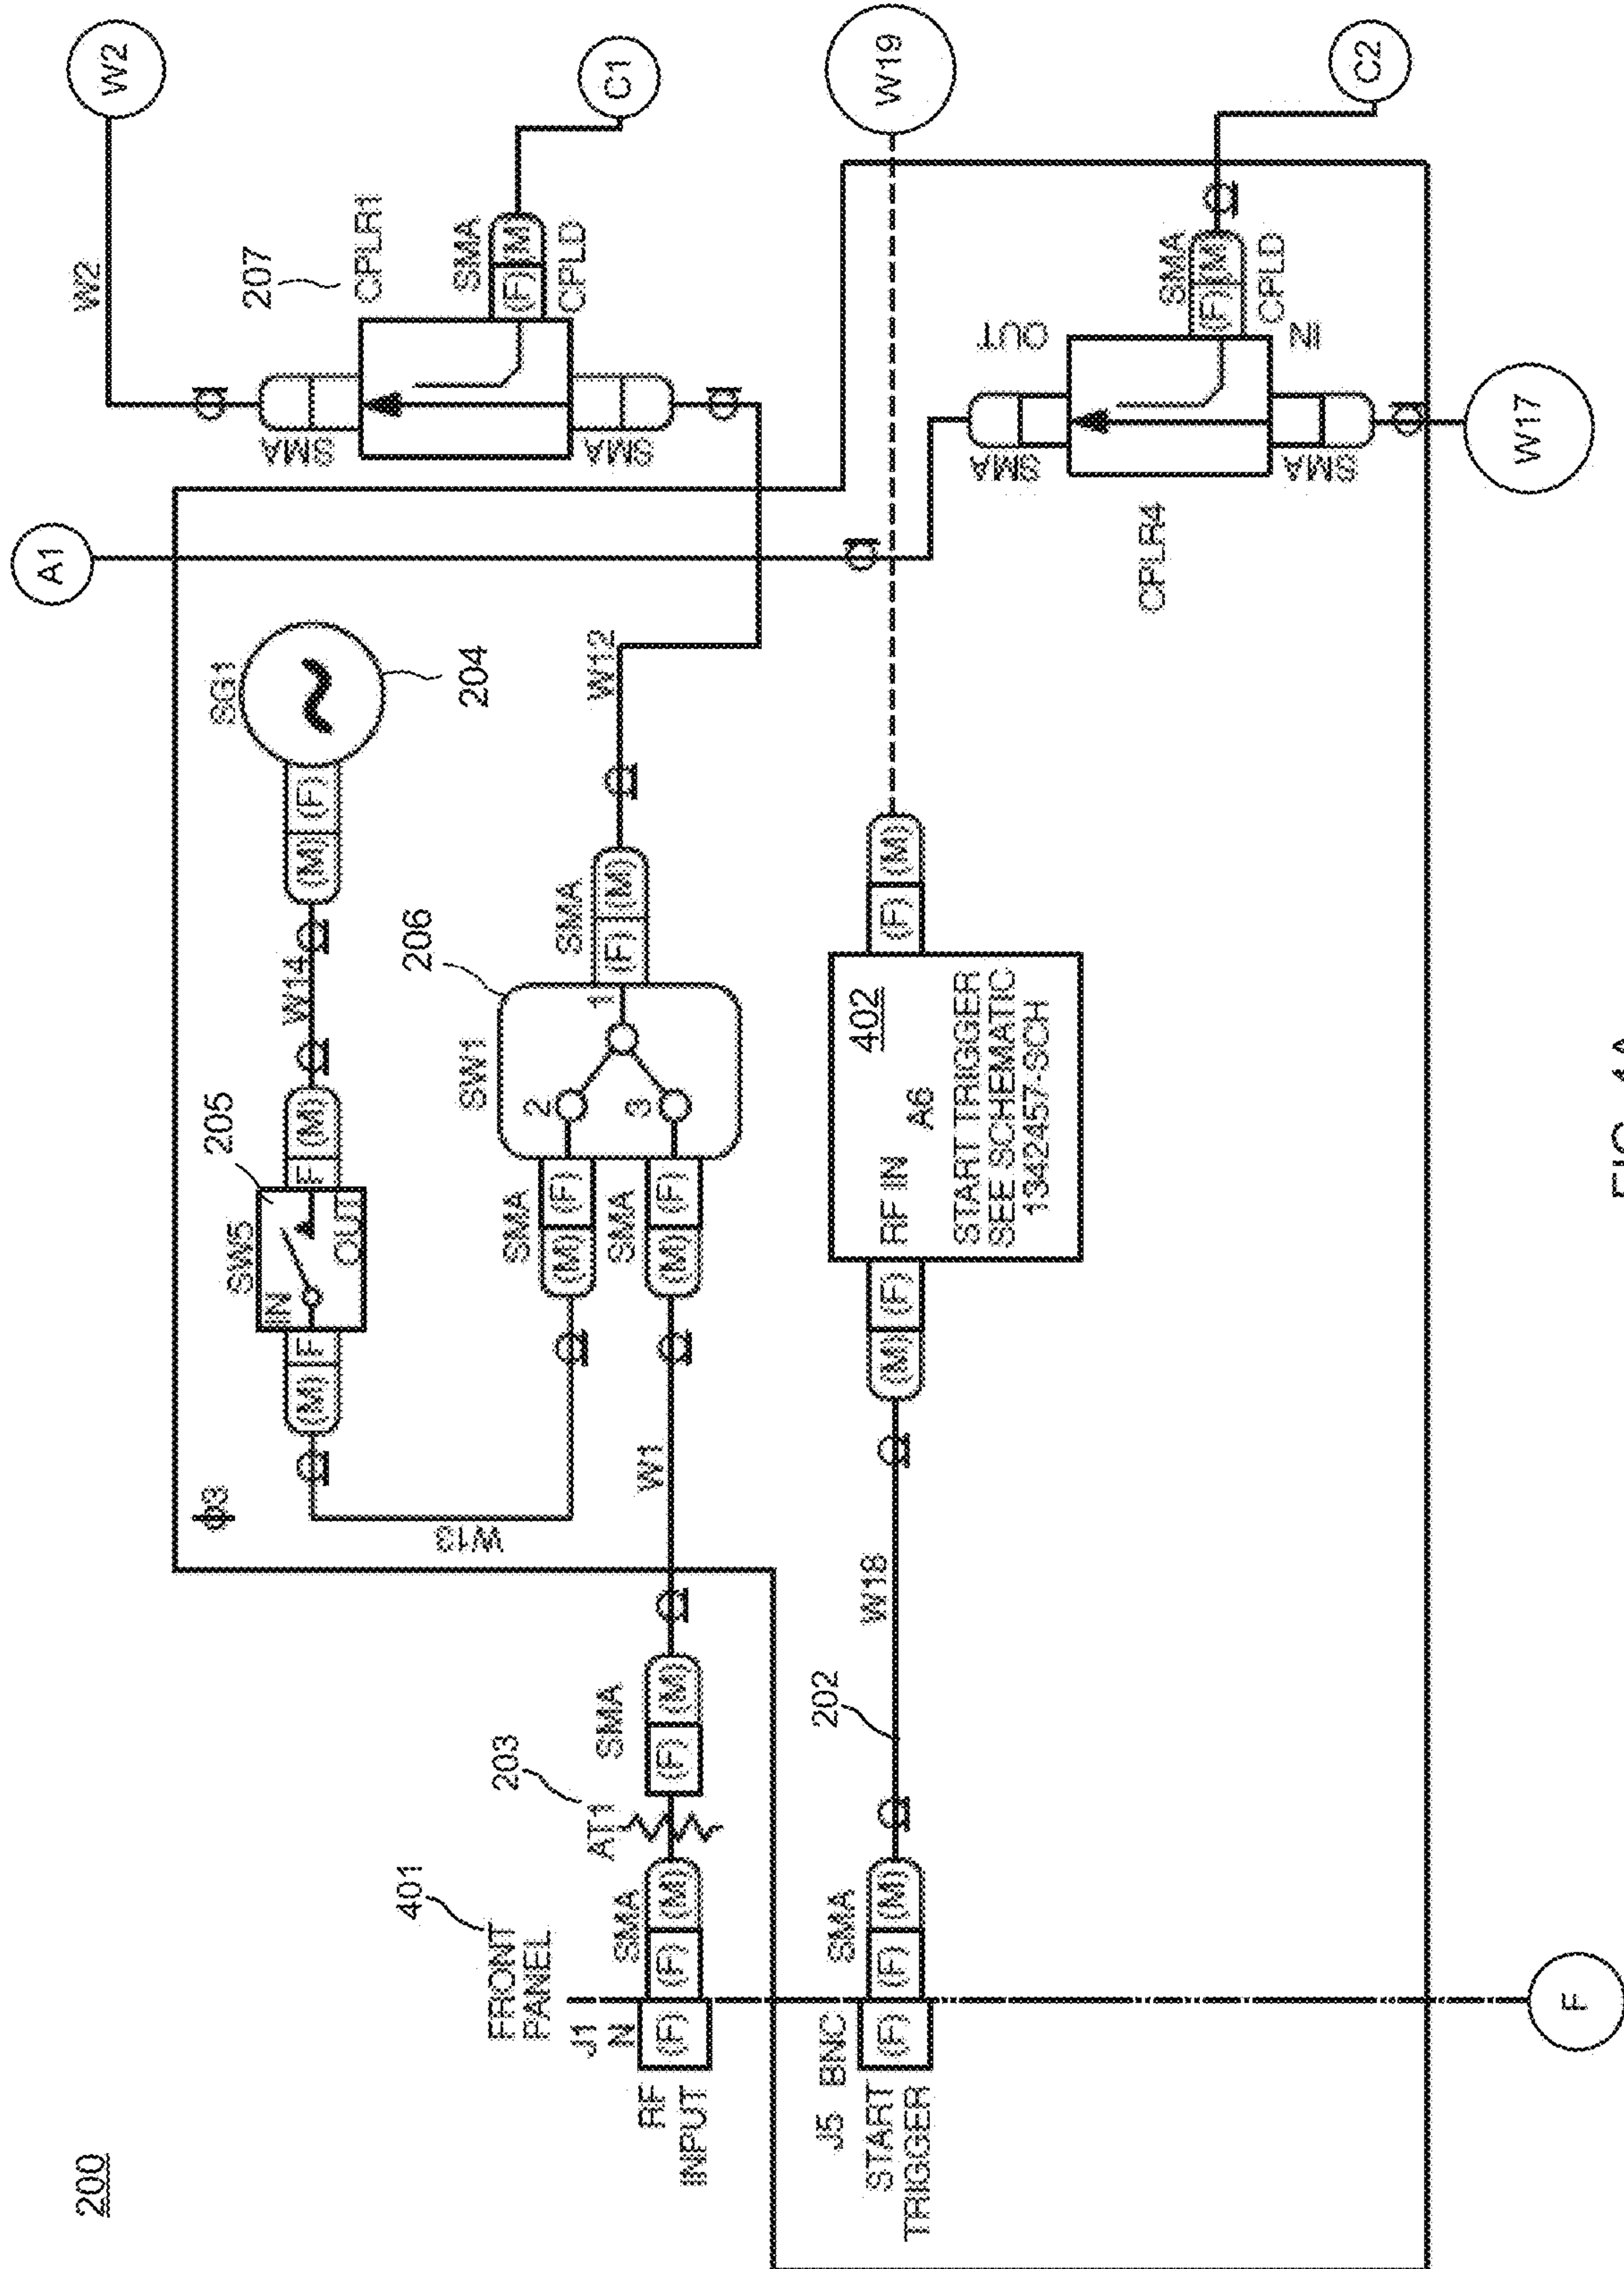 200
W2
W2
207
CPLR1
SMA
SMA
SMA
(F)
M
CPLD
C1
A1
SG1
204
(F)
(M)
W14
205
SW5
IN
OUT
(M)
F
F
(M)
Φ3
W13
206
SW1
1
2
3
SMA
(F)
(M)
W12
SMA
(F)
(M)
SMA
(F)
(M)
W1
W19
402
A6
RF IN
START TRIGGER
SEE SCHEMATIC
1342457-SCH
(F)
(M)
(F)
(M)
W18
202
SMA
OUT
SMA
(F)
(M)
CPLD
IN
SMA
CPLR4
C2
W17
401
FRONT
PANEL
J1
N
RF
INPUT
(F)
SMA
(F)
(M)
203
AT1
SMA
(F)
(M)
J5
BNC
START
TRIGGER
(F)
SMA
(F)
(M)
F